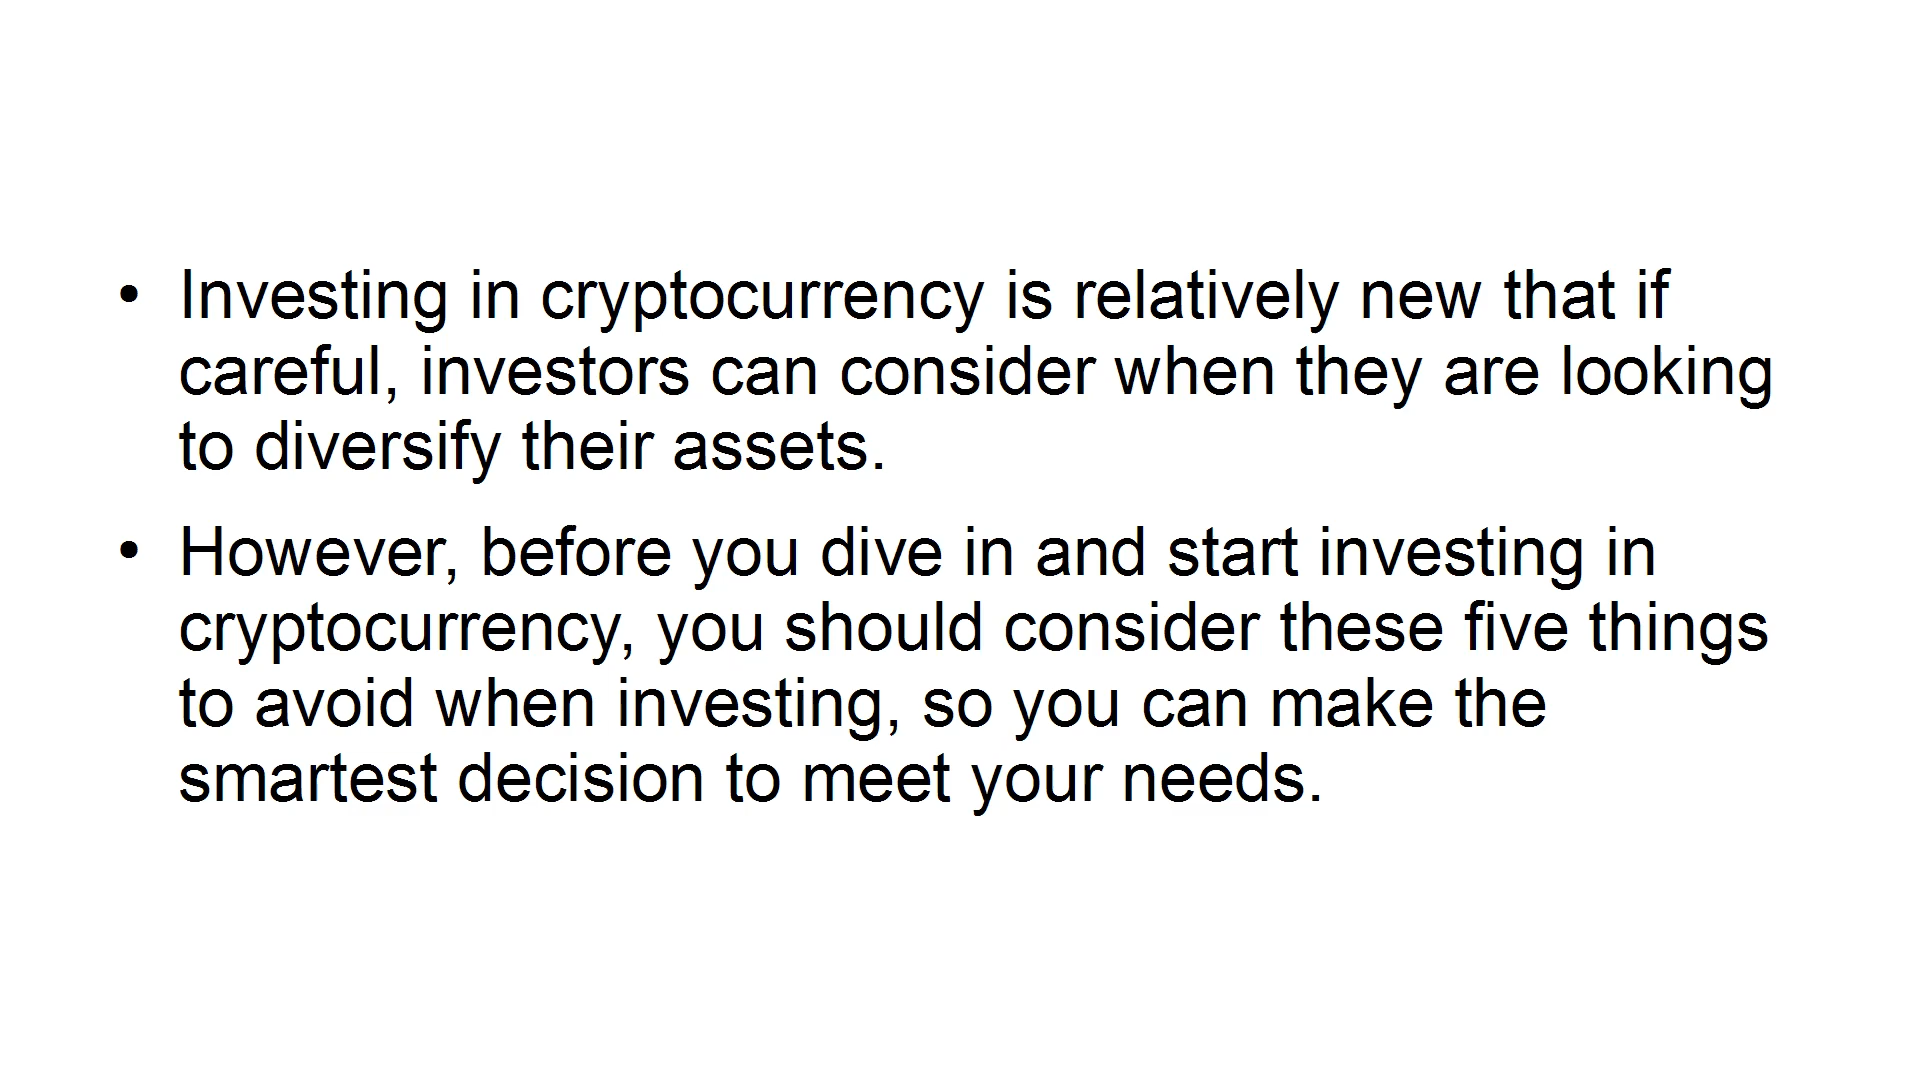 • Investing in cryptocurrency is relatively new that if
careful, investors can consider when they are looking
to diversify their assets.
• However, before you dive in and start investing in
cryptocurrency, you should consider these five things
to avoid when investing, so you can make the
smartest decision to meet your needs.